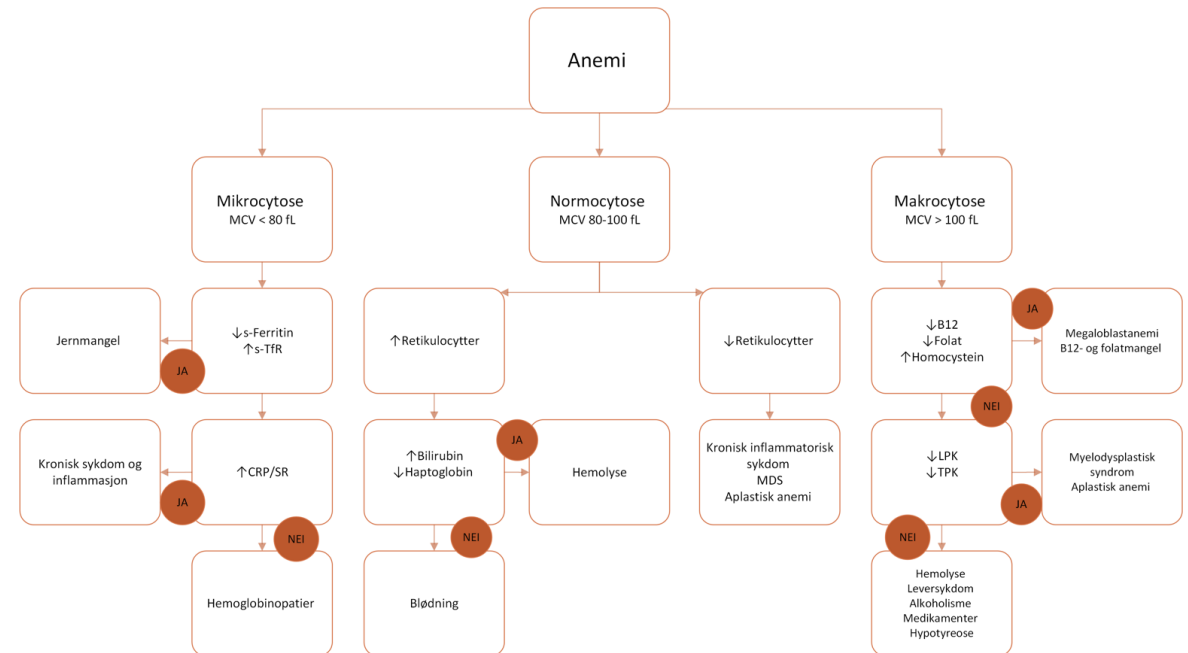 Anemi
Mikrocytose
MCV < 80 fL
Normocytose
MCV 80-100 fL
Makrocytose
MCV > 100 fL
Jernmangel
JA
↓s-Ferritin
↑s-TfR
↑Retikulocytter
↓Retikulocytter
↓B12
↓Folat
↑Homocystein
JA
Megaloblastanemi
B12- og folatmangel
NEI
Kronisk sykdom og
inflammasjon
JA
↑CRP/SR
NEI
↑Bilirubin
↓Haptoglobin
JA
Hemolyse
NEI
Kronisk inflammatorisk
sykdom
MDS
Aplastisk anemi
↓LPK
↓TPK
JA
Myelodysplastisk
syndrom
Aplastisk anemi
NEI
Hemoglobinopatier
Blødning
Hemolyse
Leversykdom
Alkoholisme
Medikamenter
Hypotyreose